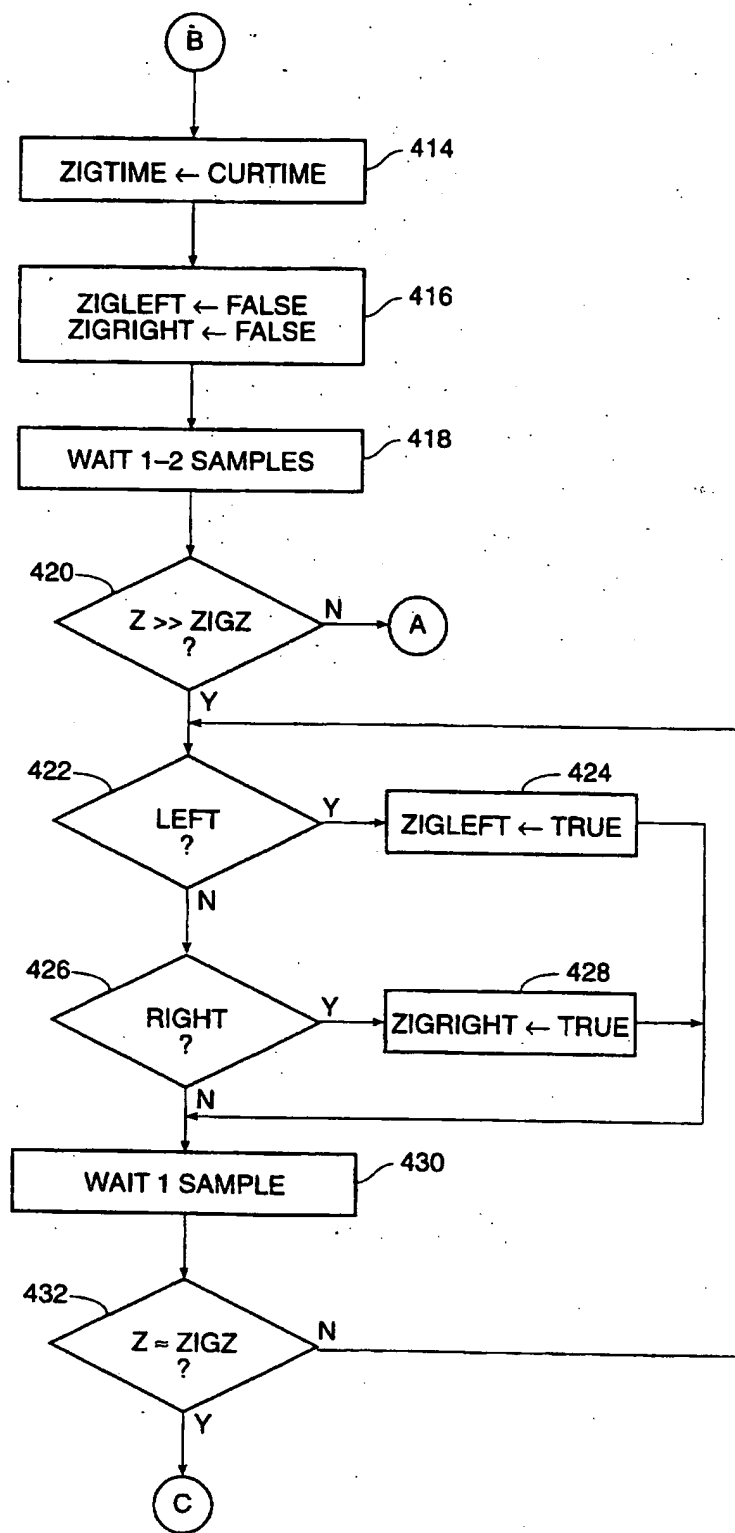 B
ZIGTIME ← CURTIME
414
ZIGLEFT ← FALSE
ZIGRIGHT ← FALSE
416
WAIT 1–2 SAMPLES
418
420
Z >> ZIGZ
?
N
A
Y
422
LEFT
?
Y
424
ZIGLEFT ← TRUE
N
426
RIGHT
?
Y
428
ZIGRIGHT ← TRUE
N
WAIT 1 SAMPLE
430
432
Z ≈ ZIGZ
?
N
Y
C